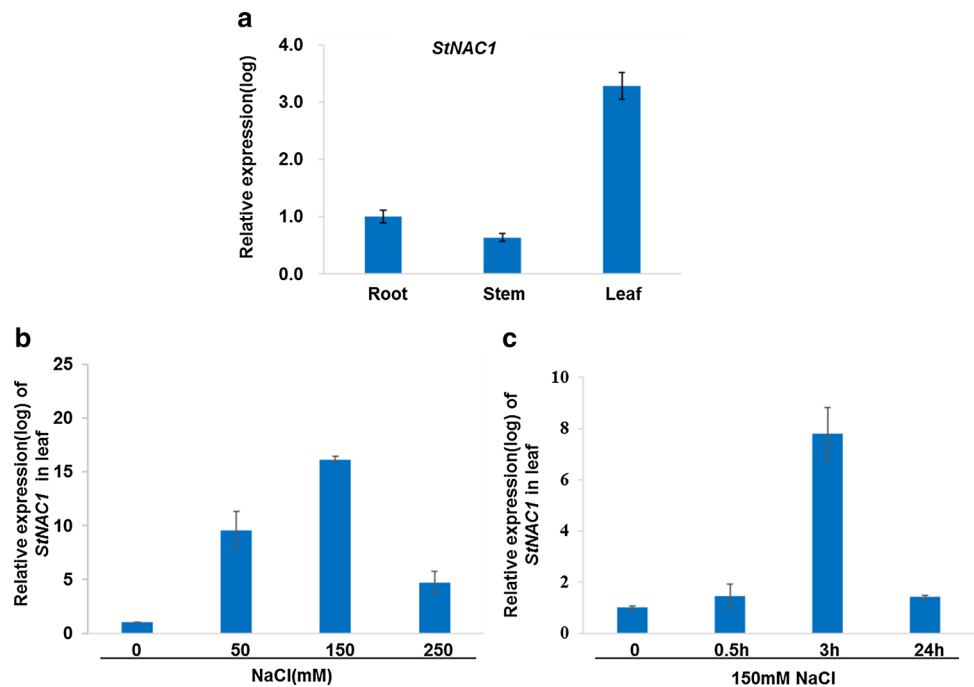 a
StNAC1
Relative expression(log)
4.0
3.0
2.0
1.0
0.0
Root Stem Leaf
b
Relative expression(log) of
StNAC1 in leaf
25
20
15
10
5
0
0 50 150 250
NaCl(mM)
c
Relative expression(log) of
StNAC1 in leaf
10
8
6
4
2
0
0 0.5h 3h 24h
150mM NaCl